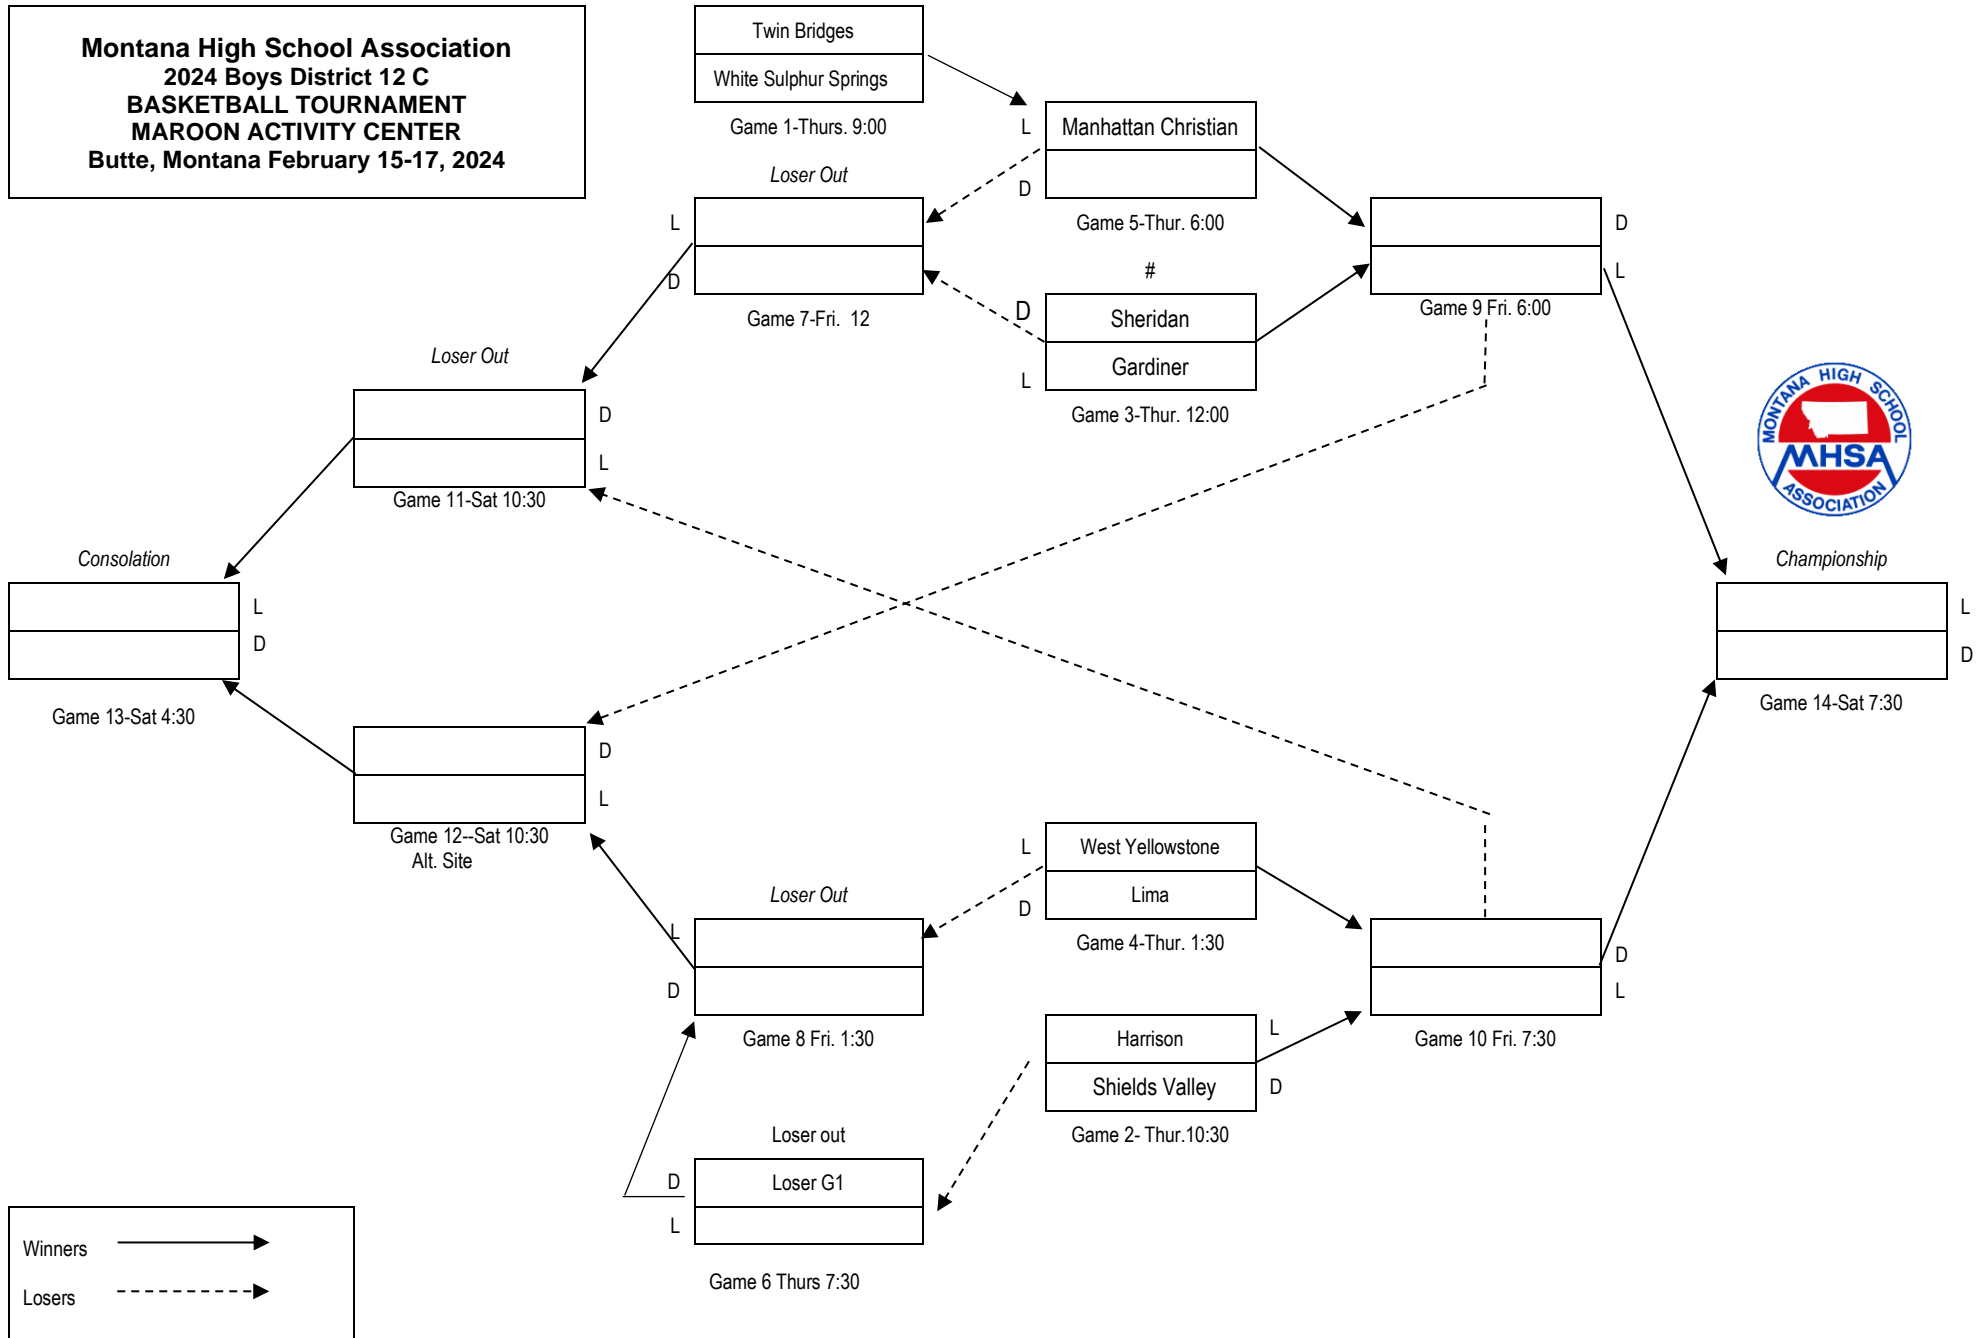 Montana High School Association
2024 Boys District 12 C
BASKETBALL TOURNAMENT
MAROON ACTIVITY CENTER
Butte, Montana February 15-17, 2024
Twin Bridges
White Sulphur Springs
Game 1-Thurs. 9:00
L
Manhattan Christian
D
Game 5-Thur. 6:00
Loser Out
L
D
Game 7-Fri.  12
#
D
Sheridan
Gardiner
L
Game 3-Thur. 12:00
D
L
Game 9 Fri. 6:00
Loser Out
D
L
Game 11-Sat 10:30
MONTANA HIGH SCHOOL
MHSA
ASSOCIATION
Consolation
L
D
Game 13-Sat 4:30
Championship
L
D
Game 14-Sat 7:30
D
L
Game 12--Sat 10:30
Alt. Site
L
West Yellowstone
Lima
D
Game 4-Thur. 1:30
Loser Out
L
D
Game 8 Fri. 1:30
D
L
Game 10 Fri. 7:30
Harrison
L
Shields Valley
D
Game 2- Thur.10:30
Loser out
D
Loser G1
L
Game 6 Thurs 7:30
Winners
Losers